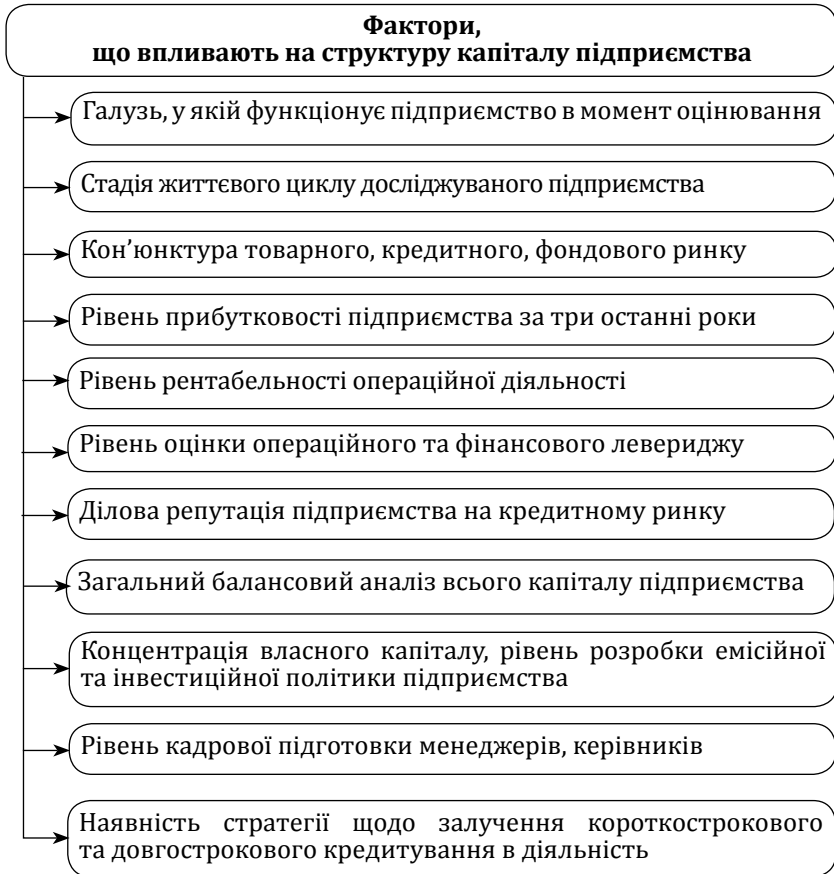 Фактори,
що впливають на структуру капіталу підприємства
Галузь, у якій функціонує підприємство в момент оцінювання
Стадія життєвого циклу досліджуваного підприємства
Кон’юнктура товарного, кредитного, фондового ринку
Рівень прибутковості підприємства за три останні роки
Рівень рентабельності операційної діяльності
Рівень оцінки операційного та фінансового левериджу
Ділова репутація підприємства на кредитному ринку
Загальний балансовий аналіз всього капіталу підприємства
Концентрація власного капіталу, рівень розробки емісійної
та інвестиційної політики підприємства
Рівень кадрової підготовки менеджерів, керівників
Наявність стратегії щодо залучення короткострокового
та довгострокового кредитування в діяльність